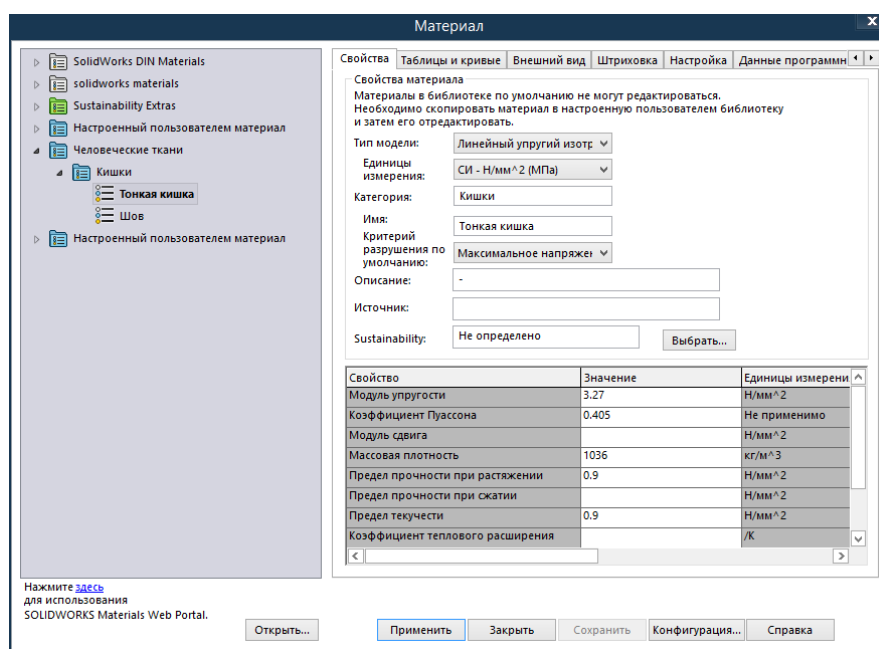 Материал
x
SolidWorks DIN Materials
solidworks materials
Sustainability Extras
Настроенный пользователем материал
Человеческие ткани
Кишки
Тонкая кишка
Шов
Настроенный пользователем материал
Свойства Таблицы и кривые Внешний вид Штриховка Настройка Данные программн
Свойства материала
Материалы в библиотеке по умолчанию не могут редактироваться.
Необходимо скопировать материал в настроенную пользователем библиотеку
и затем его отредактировать.
Тип модели: Линейный упругий изотр
Единицы
измерения: СИ - Н/мм^2 (МПа)
Категория: Кишки
Имя: Тонкая кишка
Критерий
разрушения по
умолчанию: Максимальное напряжен
Описание: -
Источник:
Sustainability: Не определено Выбрать...
Свойство Значение Единицы измерени
Модуль упругости 3.27 Н/мм^2
Коэффициент Пуассона 0.405 Не применимо
Модуль сдвига Н/мм^2
Массовая плотность 1036 кг/м^3
Предел прочности при растяжении 0.9 Н/мм^2
Предел прочности при сжатии Н/мм^2
Предел текучести 0.9 Н/мм^2
Коэффициент теплового расширения /K
Нажмите здесь
для использования
SOLIDWORKS Materials Web Portal.
Открыть... Применить Закрыть Сохранить Конфигурация... Справка